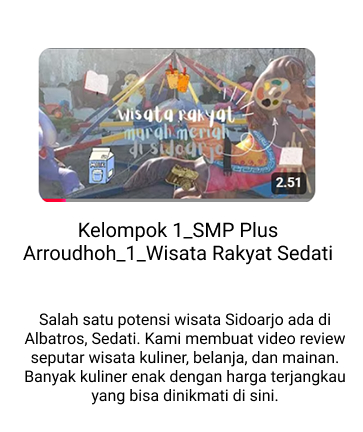 wisata rakyat
murah meriah
di sidoarjo
2.51
Kelompok 1_SMP Plus
Arroudhoh_1_Wisata Rakyat Sedati
Salah satu potensi wisata Sidoarjo ada di
Albatros, Sedati. Kami membuat video review
seputar wisata kuliner, belanja, dan mainan.
Banyak kuliner enak dengan harga terjangkau
yang bisa dinikmati di sini.